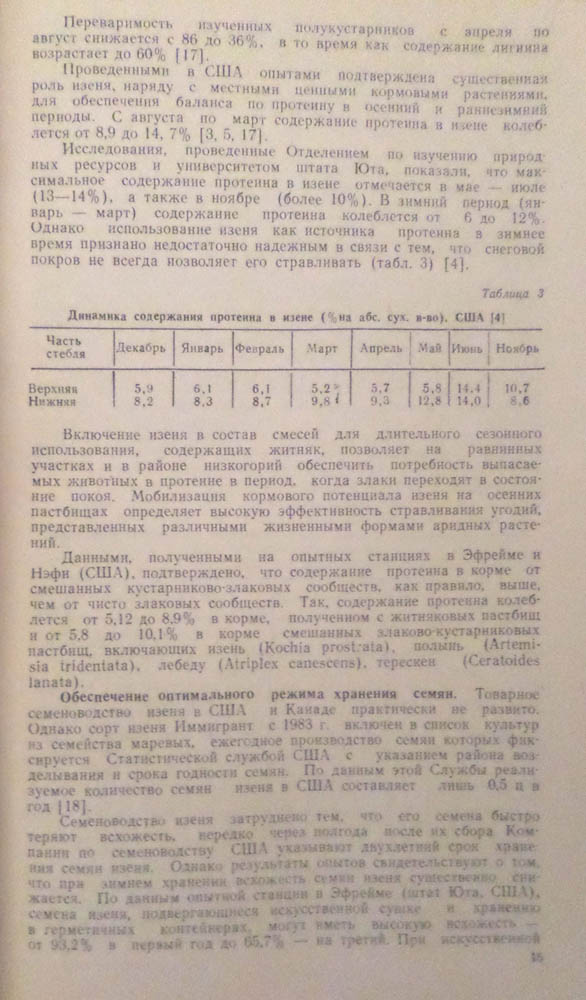 Переваримость изученных полукустарников с апреля по
август снижается с 86 до 36%, в то время как содержание лигнина
возрастает до 60% [17].
Проведенными в США опытами подтверждена существенная
роль изеня, наряду с местными ценными кормовыми растениями,
для обеспечения баланса по протеину в осенний и раннезимний
периоды. С августа по март содержание протеина в изене колеб-
лется от 8,9 до 14, 7% [3, 5, 17].
Исследования, проведенные Отделением по изучению природ-
ных ресурсов и университетом штата Юта, показали, что мак-
симальное содержание протеина в изене отмечается в мае — июле
(13—14%), а также в ноябре (более 10%). В зимний период (ян-
варь — март) содержание протеина колеблется от 6 до 12%.
Однако использование изеня как источника протеина в зимнее
время признано недостаточно надежным в связи с тем, что снеговой
покров не всегда позволяет его стравливать (табл. 3) [4].
Таблица 3
Динамика содержания протеина в изене (% на абс. сух. в-во), США [4]
Часть стебля Декабрь Январь Февраль Март Апрель Май Июнь Ноябрь
Верхняя 5,9 6,1 6,1 5,2 5,7 5,8 14,4 10,7
Нижняя 8,2 8,3 8,7 9,8 9,3 12,8 14,0 8,6
Включение изеня в состав смесей для длительного сезонного
использования, содержащих житняк, позволяет на равнинных
участках и в районе низкогорий обеспечить потребность выпасае-
мых животных в протеине в период, когда злаки переходят в состоя-
ние покоя. Мобилизация кормового потенциала изеня на осенних
пастбищах определяет высокую эффективность стравливания угодий,
представленных различными жизненными формами аридных расте-
ний.
Данными, полученными на опытных станциях в Эфрейме и
Нэфи (США), подтверждено, что содержание протеина в корме от
смешанных кустарниково-злаковых сообществ, как правило, выше,
чем от чисто злаковых сообществ. Так, содержание протеина колеб-
лется от 5,12 до 8,9% в корме, полученном с житняковых пастбищ
и от 5,8 до 10,1% в корме смешанных злаково-кустарниковых
пастбищ, включающих изень (Kochia prostrata), полынь (Artemi-
sia tridentata), лебеду (Atriplex canescens), терескен (Ceratoides
lanata).
Обеспечение оптимального режима хранения семян. Товарное
семеноводство изеня в США и Канаде практически не развито.
Однако сорт изеня Иммигрант с 1983 г. включен в список культур
из семейства маревых, ежегодное производство семян которых фик-
сируется Статистической службой США с указанием района воз-
делывания и срока годности семян. По данным этой Службы реали-
зуемое количество семян изеня в США составляет лишь 0,5 ц в
год [18].
Семеноводство изеня затруднено тем, что его семена быстро
теряют всхожесть, нередко через полгода после их сбора Ком-
пании по семеноводству США указывают двухлетний срок хране-
ния семян изеня. Однако результаты опытов свидетельствуют о том,
что при зимнем хранении всхожесть семян изеня существенно сни-
жается. По данным опытной станции в Эфрейме (штат Юта, США),
семена изеня, подвергающиеся искусственной сушке и хранению
в герметичных контейнерах, могут иметь высокую всхожесть —
от 93,2% в первый год до 65,7% — на третий. При искусственной
15